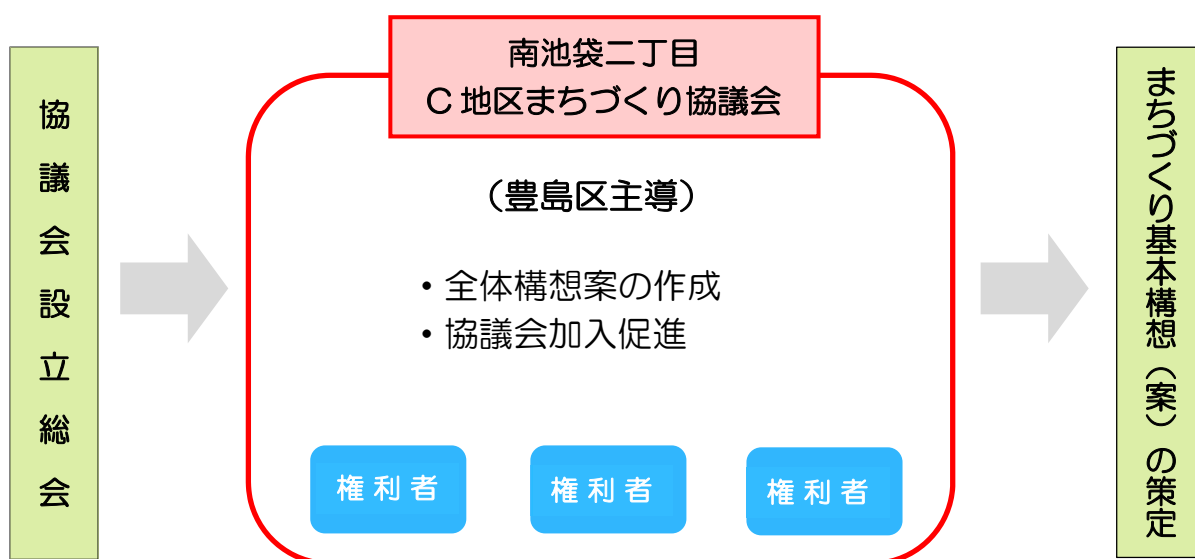 協議会設立総会
南池袋二丁目
C地区まちづくり協議会
（豊島区主導）
・全体構想案の作成
・協議会加入促進
権利者
権利者
権利者
まちづくり基本構想（案）の策定